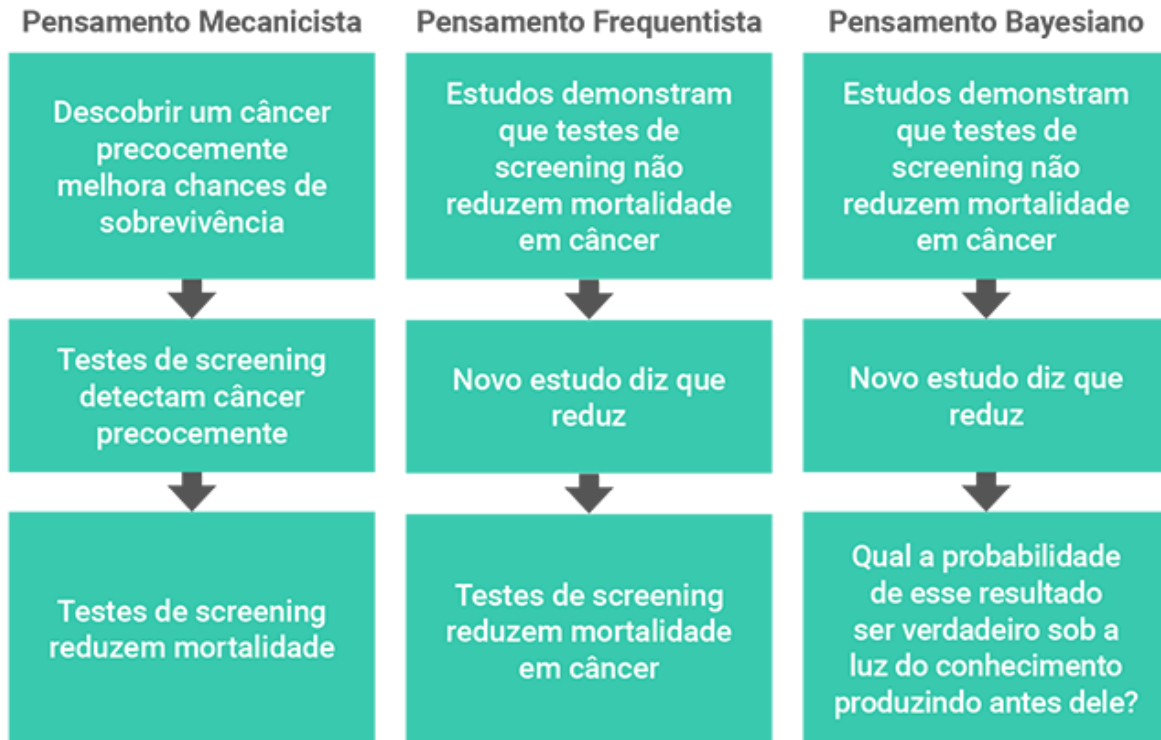 Pensamento Mecanicista
Descobrir um câncer
precocemente
melhora chances de
sobrevivência
Testes de screening
detectam câncer
precocemente
Testes de screening
reduzem mortalidade
Pensamento Frequentista
Estudos demonstram
que testes de
screening não
reduzem mortalidade
em câncer
Novo estudo diz que
reduz
Testes de screening
reduzem mortalidade
em câncer
Pensamento Bayesiano
Estudos demonstram
que testes de
screening não
reduzem mortalidade
em câncer
Novo estudo diz que
reduz
Qual a probabilidade
de esse resultado
ser verdadeiro sob a
luz do conhecimento
produzindo antes dele?